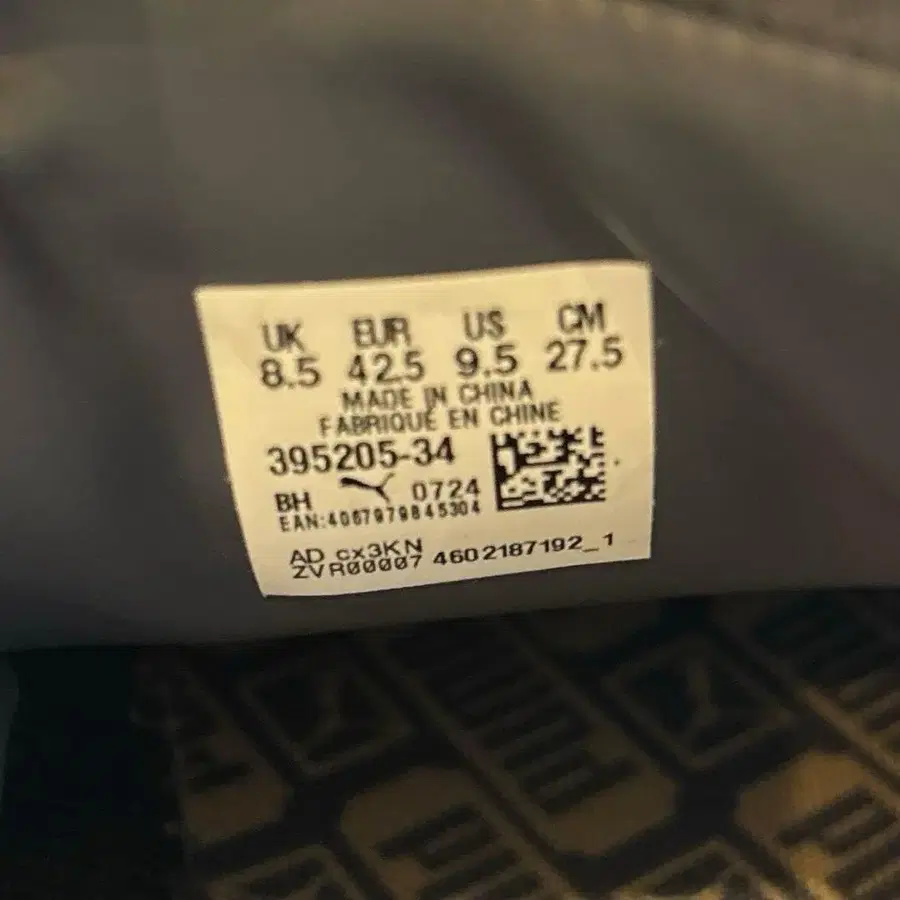 UK EUR US CM
8.5 42.5 9.5 27.5
MADE IN CHINA
FABRIQUÉ EN CHINE
395205-34
BH 0724
EAN:4067979845304
AD cx3KN
ZVR00007 4602187192_1